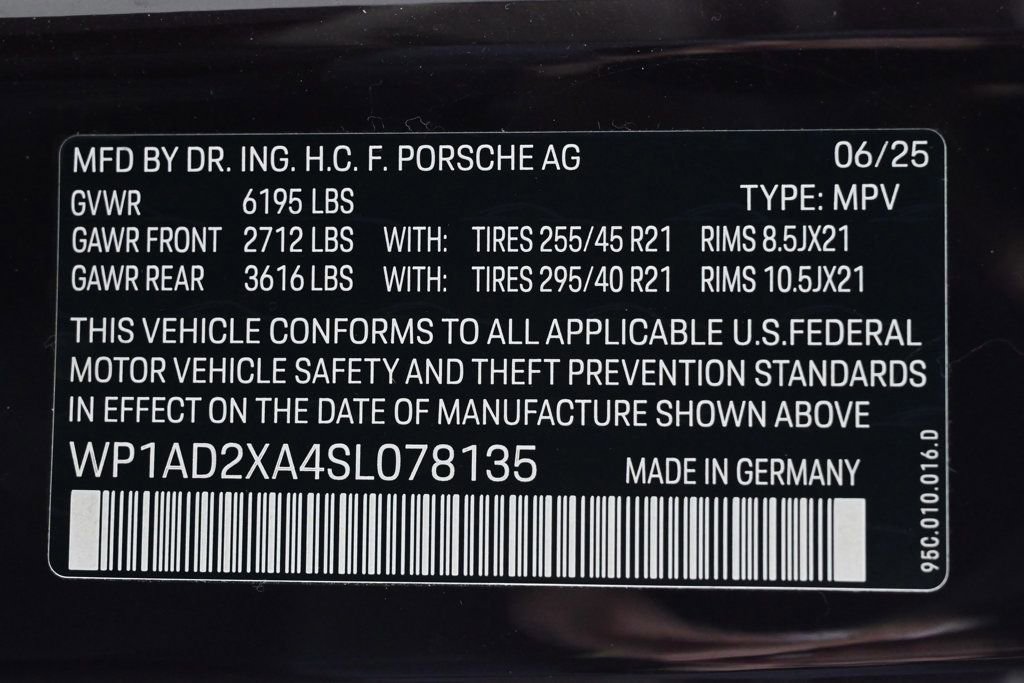 MFD BY DR. ING. H.C. F. PORSCHE AG 06/25
GVWR 6195 LBS TYPE: MPV
GAWR FRONT 2712 LBS WITH: TIRES 255/45 R21 RIMS 8.5JX21
GAWR REAR 3616 LBS WITH: TIRES 295/40 R21 RIMS 10.5JX21
THIS VEHICLE CONFORMS TO ALL APPLICABLE U.S.FEDERAL
MOTOR VEHICLE SAFETY AND THEFT PREVENTION STANDARDS
IN EFFECT ON THE DATE OF MANUFACTURE SHOWN ABOVE
WP1AD2XA4SL078135 MADE IN GERMANY
95C.010.016.D